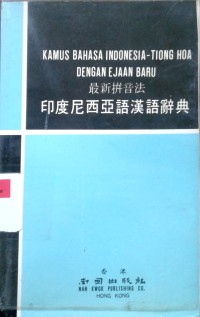 KAMUS BAHASA INDONESIA-TIONG HOA
DENGAN EJAAN BARU
最新拼音法
印度尼西亞語漢語辭典
香港
南國出版社
NAN KWOK PUBLISHING CO.
HONG KONG